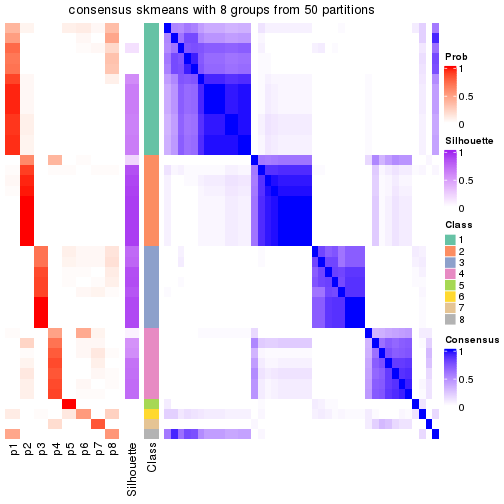 consensus skmeans with 8 groups from 50 partitions
Prob
1
0.5
0
Silhouette
1
0.5
0
Class
1
2
3
4
5
6
7
8
Consensus
1
0.5
0
p1
p2
p3
p4
p5
p6
p7
p8
Silhouette
Class